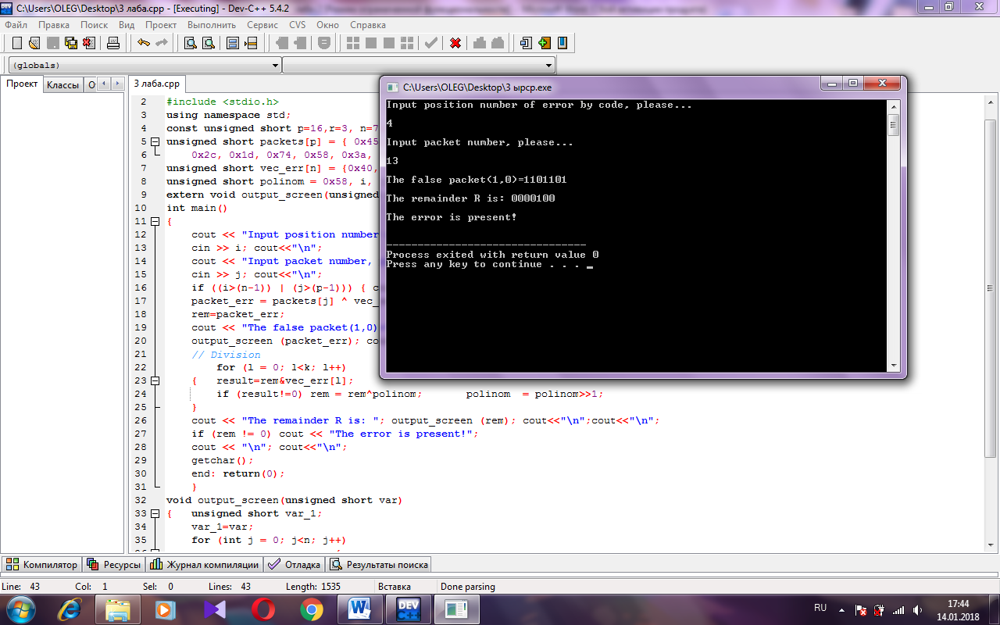 C:\Users\OLEG\Desktop\3 лаба.cpp - [Executing] - Dev-C++ 5.4.2
Файл Правка Поиск Вид Проект Выполнить Сервис CVS Окно Справка
(globals)
Проект Классы О
3 лаба.cpp
2 #include <stdio.h>
3 using namespace std;
4 const unsigned short p=16,r=3, n=7
5 unsigned short packets[p] = { 0x45
6 0x2c, 0x1d, 0x74, 0x58, 0x3a,
7 unsigned short vec_err[n] = {0x40,
8 unsigned short polinom = 0x58, i,
9 extern void output_screen(unsigned
10 int main()
11 {
12 cout << "Input position number
13 cin >> i; cout<<"\n";
14 cout << "Input packet number,
15 cin >> j; cout<<"\n";
16 if ((i>(n-1)) | (j>(p-1))) { c
17 packet_err = packets[j] ^ vec_
18 rem=packet_err;
19 cout << "The false packet(1,0)
20 output_screen (packet_err); co
21 // Division
22 for (l = 0; l<k; l++)
23 { result=rem&vec_err[l];
24 if (result!=0) rem = rem^polinom; polinom = polinom>>1;
25 }
26 cout << "The remainder R is: "; output_screen (rem); cout<<"\n";cout<<"\n";
27 if (rem != 0) cout << "The error is present!";
28 cout << "\n"; cout<<"\n";
29 getchar();
30 end: return(0);
31 }
32 void output_screen(unsigned short var)
33 { unsigned short var_1;
34 var_1=var;
35 for (int j = 0; j<n; j++)
C:\Users\OLEG\Desktop\3 ырср.exe
Input position number of error by code, please...
4
Input packet number, please...
13
The false packet(1,0)=1101101
The remainder R is: 0000100
The error is present!
--------------------------------
Process exited with return value 0
Press any key to continue . . . _
Компилятор Ресурсы Журнал компиляции Отладка Результаты поиска
Line: 43 Col: 1 Sel: 0 Lines: 43 Length: 1535 Вставка Done parsing
W DEV C++ RU 17:44
14.01.2018